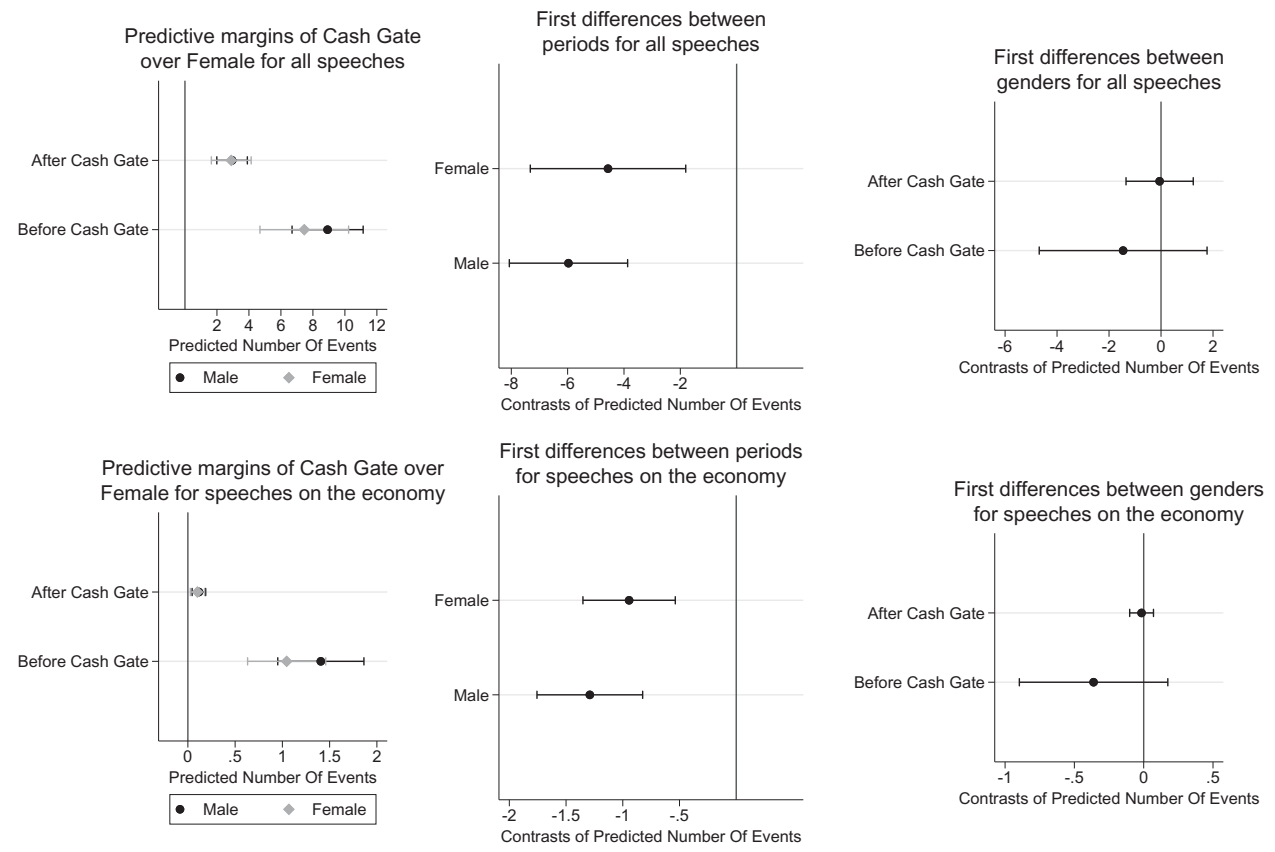 Predictive margins of Cash Gate
over Female for all speeches
After Cash Gate
Before Cash Gate
2 4 6 8 10 12
Predicted Number Of Events
Male Female
First differences between
periods for all speeches
Female
Male
-8 -6 -4 -2
Contrasts of Predicted Number Of Events
First differences between
genders for all speeches
After Cash Gate
Before Cash Gate
-6 -4 -2 0 2
Contrasts of Predicted Number Of Events
Predictive margins of Cash Gate over
Female for speeches on the economy
After Cash Gate
Before Cash Gate
0 .5 1 1.5 2
Predicted Number Of Events
Male Female
First differences between periods
for speeches on the economy
Female
Male
-2 -1.5 -1 -.5
Contrasts of Predicted Number Of Events
First differences between genders
for speeches on the economy
After Cash Gate
Before Cash Gate
-1 -.5 0 .5
Contrasts of Predicted Number Of Events